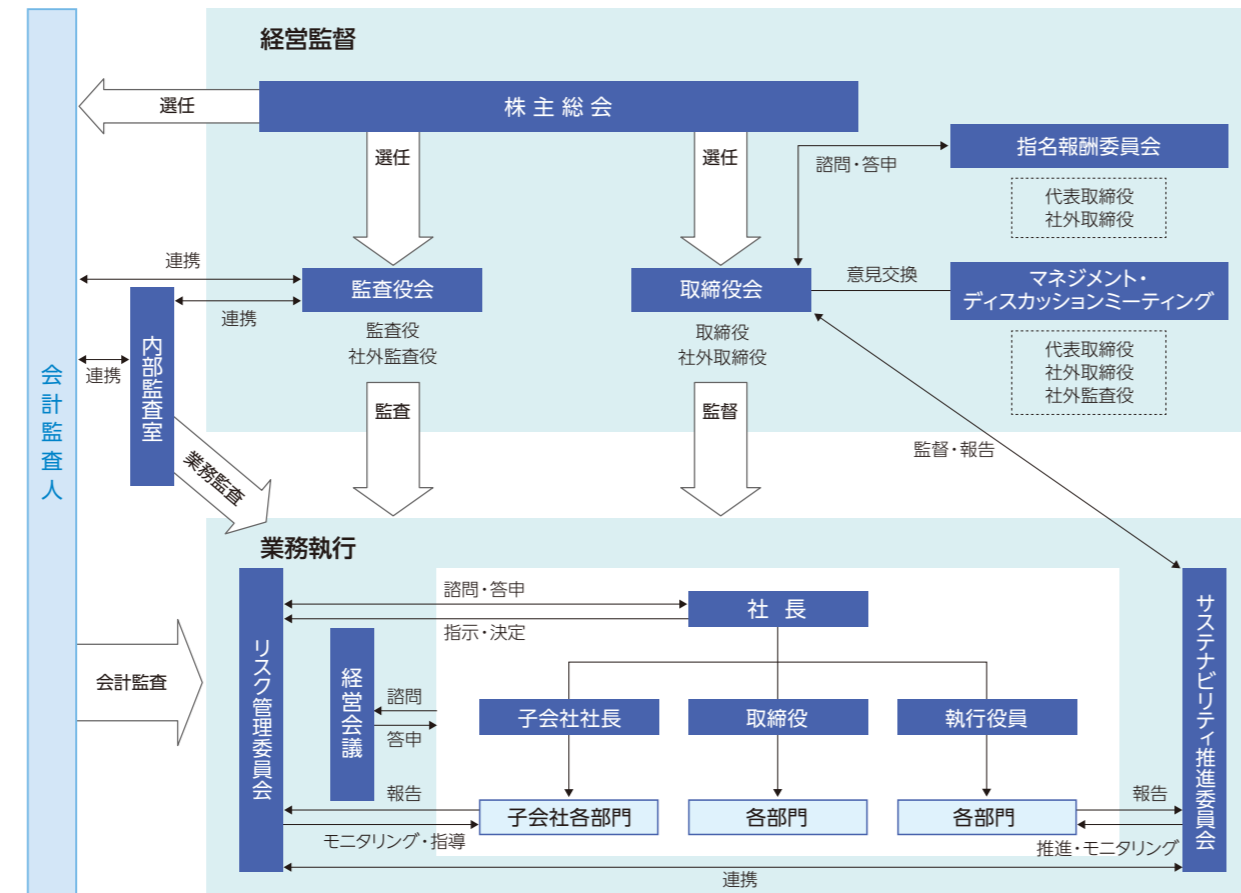 経営監督
株主総会
選任
選任
選任
指名報酬委員会
諮問・答申
代表取締役
社外取締役
連携
監査役会
取締役会
意見交換
マネジメント・
ディスカッションミーティング
連携
監査役
社外監査役
取締役
社外取締役
代表取締役
社外取締役
社外監査役
内部監査室
連携
会計監査人
監査
監督
監督・報告
業務監査
業務執行
諮問・答申
社長
指示・決定
リスク管理委員会
経営会議
サステナビリティ推進委員会
会計監査
諮問
答申
子会社社長
取締役
執行役員
報告
子会社各部門
各部門
各部門
報告
モニタリング・指導
推進・モニタリング
連携